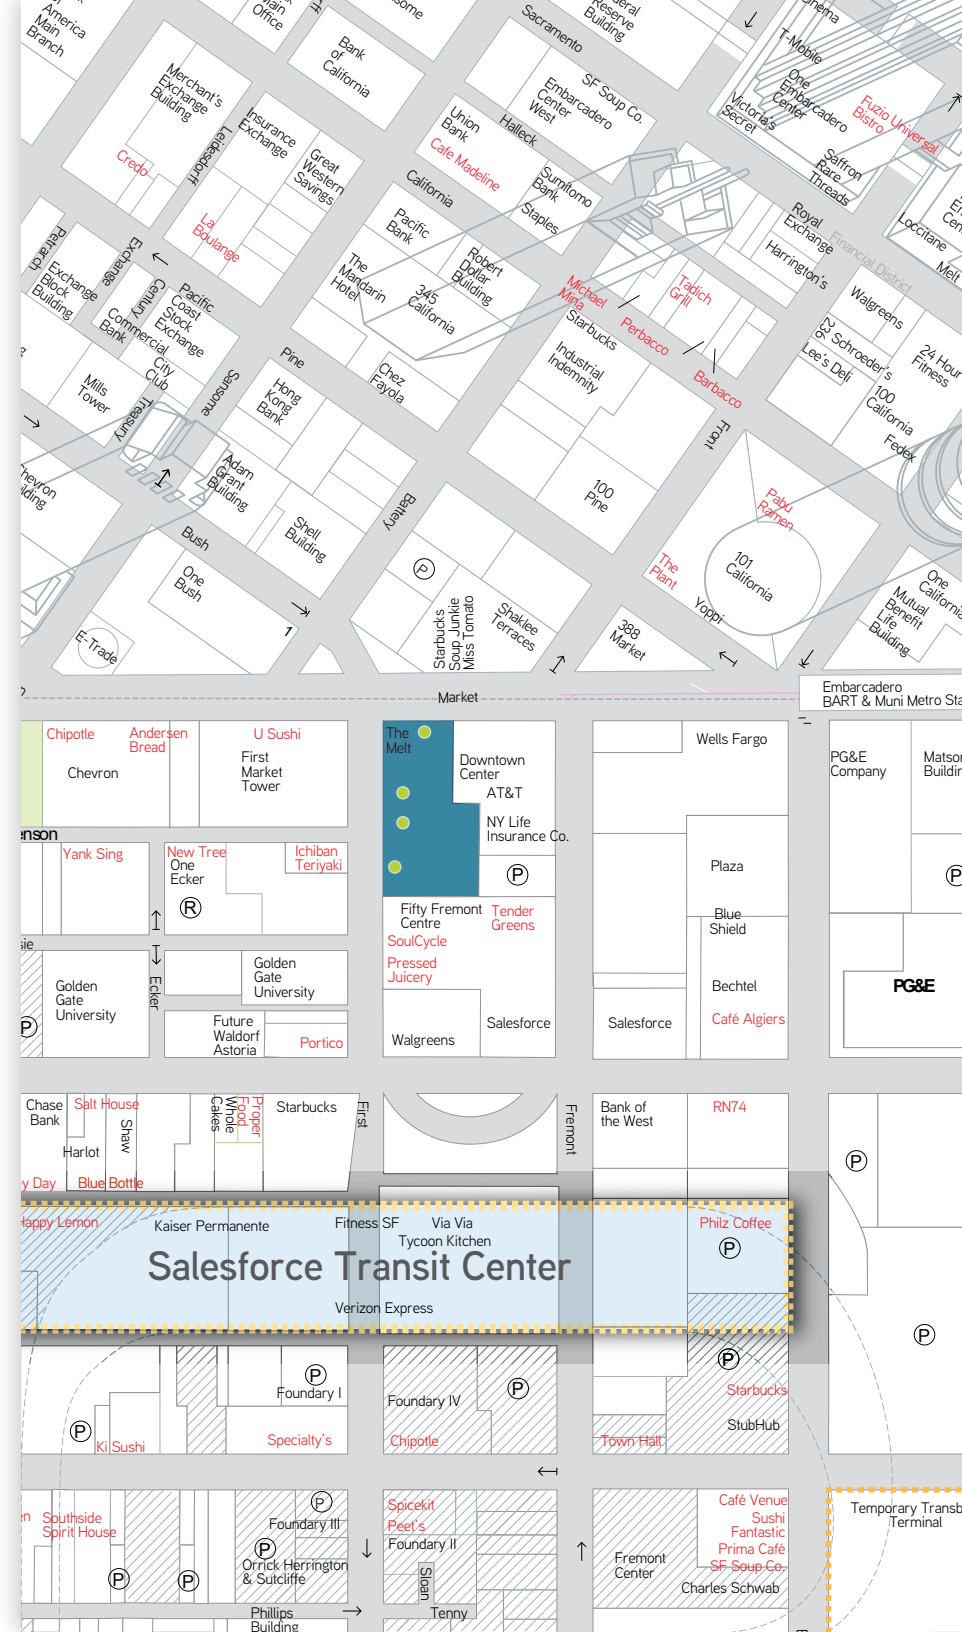 America
Main
Branch
Main
Office
Bank
of
California
Sacramento
Reserve
Building
T-Mobile
One
Embarcadero
Center
Victoria's
Secret
Fuzio Universal
Bistro
Saffron
Rare
Threads
Merchant's
Exchange
Building
Leidesdorff
Insurance
Exchange
Great
Western
Savings
Credo
La
Boulange
SF Soup Co.
Embarcadero
Center
West
Halleck
Union
Bank
Cafe Madeline
Sumitomo
Bank
Staples
California
Pacific
Bank
Robert
Dollar
Building
The
Mandarin
Hotel
345
California
Royal
Exchange
Harrington's
Financial District
L'occitane
Melt
Walgreens
Petrarch
Exchange
Exchange
Block
Building
Century
Commercial
Bank
Pacific
Coast
Stock
Exchange
City
Club
Mills
Tower
Treasury
Sansome
Pine
Hong
Kong
Bank
Chez
Fayola
Michael
Mina
Starbucks
Perbacco
Tadich
Grill
Barbacco
Industrial
Indemnity
Schroeder's
Lee's Deli
100
California
Fedex
24 Hour
Fitness
Front
100
Pine
Adam
Grant
Building
Shell
Building
Battery
Bush
One
Bush
E-Trade
1
P
Starbucks
Soup Junkie
Miss Tomato
Shaklee
Terraces
388
Market
The
Plant
Pabu
Ramen
101
California
Yoppi
One
California
Mutual
Benefit
Life
Building
Market
Embarcadero
BART & Muni Metro Sta
Chipotle
Andersen
Bread
U Sushi
Chevron
First
Market
Tower
The
Melt
Downtown
Center
AT&T
NY Life
Insurance Co.
Wells Fargo
PG&E
Company
enson
Yank Sing
New Tree
One
Ecker
Ichiban
Teriyaki
R
P
Plaza
P
Fifty Fremont
Centre
Tender
Greens
SoulCycle
Pressed
Juicery
Blue
Shield
sie
Golden
Gate
University
Ecker
Golden
Gate
University
P
Future
Waldorf
Astoria
Portico
Walgreens
Salesforce
Salesforce
Bechtel
Café Algiers
PG&E
Chase
Bank
Salt House
Shaw
Harlot
Whole
Cakes
Proper
Food
Starbucks
First
Fremont
Bank of
the West
RN74
P
y Day
Blue Bottle
Happy Lemon
Kaiser Permanente
Fitness SF
Via Via
Tycoon Kitchen
Philz Coffee
P
Salesforce Transit Center
Verizon Express
P
P
Foundary I
Ki Sushi
Specialty's
Foundary IV
P
Chipotle
P
Starbucks
StubHub
Town Hall
P
Southside
Spirit House
P
Foundary III
P
Orrick Herrington
& Sutcliffe
P
P
Phillips
Building
Spicekit
Peet's
Foundary II
Sloan
Tenny
Café Venue
Sushi
Fantastic
Prima Café
SF Soup Co.
Fremont
Center
Charles Schwab
Temporary Transb
Terminal